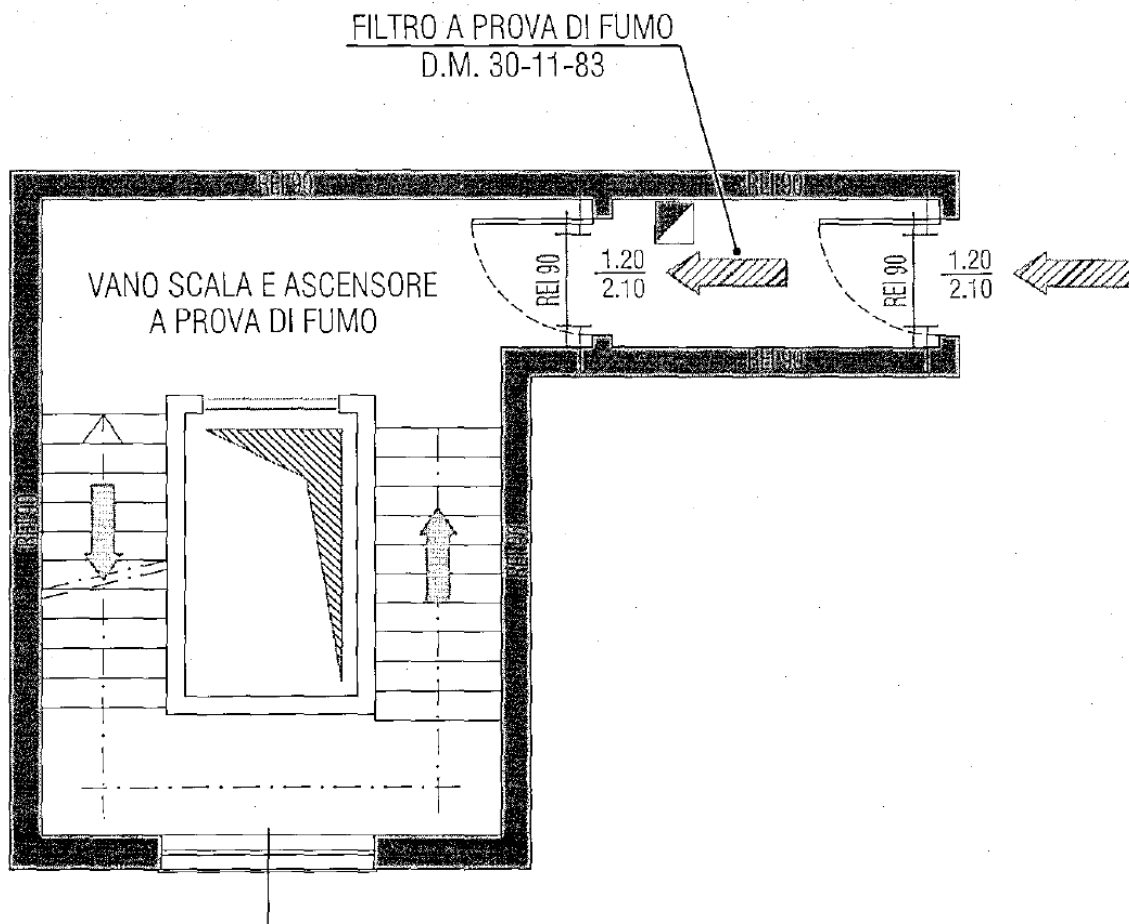 FILTRO A PROVA DI FUMO
D.M. 30-11-83
REI 90
REI 90
VANO SCALA E ASCENSORE
A PROVA DI FUMO
REI 90
1.20
2.10
REI 90
1.20
2.10
REI 90
REI 90
REI 90